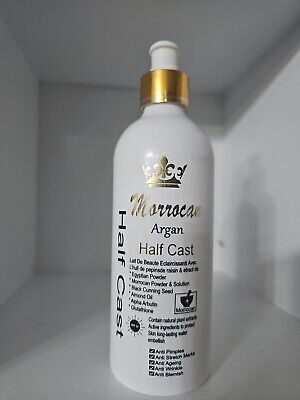 Morrocan
Argan
Half Cast
Half Cast
Lait De Beaute Eclaircissant Avec
* l'huil de pepinade raisin & etract de
* Egyptian Powder
* Morrocan Powder & Solution
* Black Cunning Seed
* Almond Oil
* Alpha Arbutin
* Glutathione
Contain natural plant extracts
Active ingredients to protect
Skin long-lasting water
embellish
Anti Pimples
Anti Stretch Marks
Anti Ageing
Anti Wrinkle
Anti Blemish